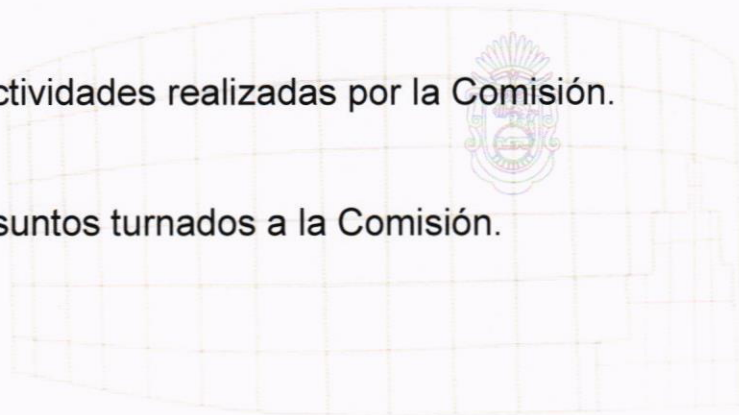 ctividades realizadas por la Comisión.
suntos turnados a la Comisión.